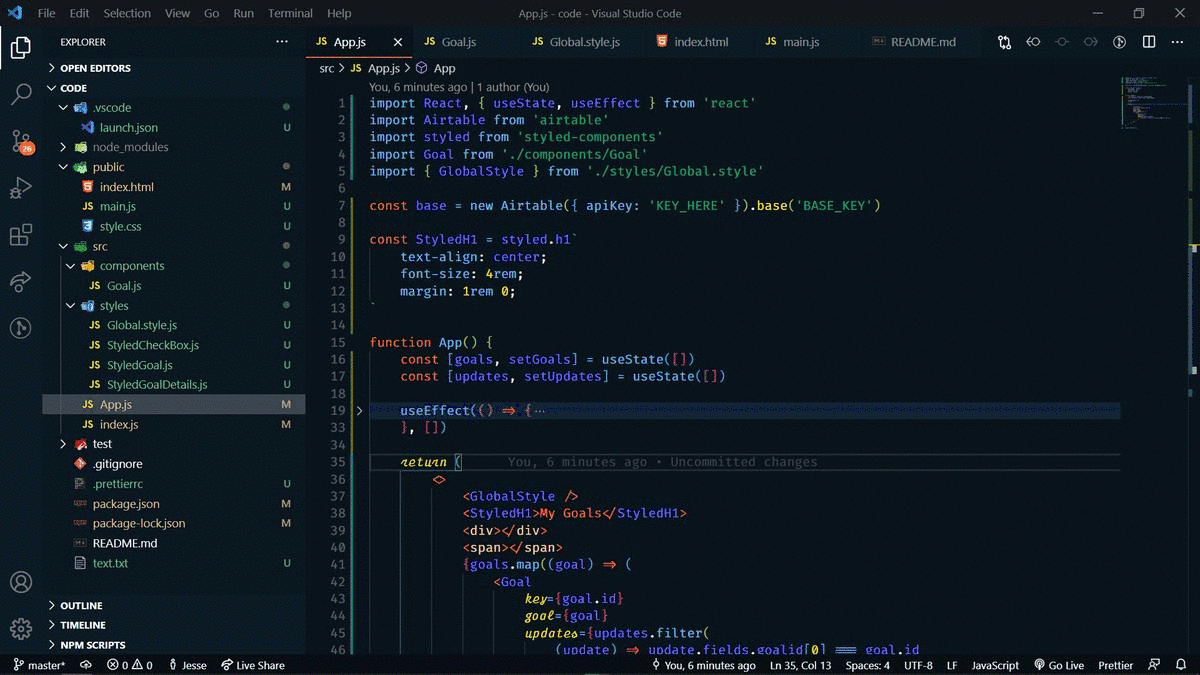 File Edit Selection View Go Run Terminal Help App.js - code - Visual Studio Code
EXPLORER
OPEN EDITORS
CODE
.vscode
launch.json U
node_modules
public
index.html M
JS main.js U
style.css U
src
components
JS Goal.js U
styles
JS Global.style.js U
JS StyledCheckBox.js U
JS StyledGoal.js U
JS StyledGoalDetails.js U
JS App.js M
JS index.js M
test
.gitignore
.prettierrc U
package.json M
package-lock.json M
README.md
text.txt U
OUTLINE
TIMELINE
NPM SCRIPTS
26
JS App.js JS Goal.js JS Global.style.js index.html JS main.js README.md
src > JS App.js > App
You, 6 minutes ago | 1 author (You)
1 import React, { useState, useEffect } from 'react'
2 import Airtable from 'airtable'
3 import styled from 'styled-components'
4 import Goal from './components/Goal'
5 import { GlobalStyle } from './styles/Global.style'
6
7 const base = new Airtable({ apiKey: 'KEY_HERE' }).base('BASE_KEY')
8
9 const StyledH1 = styled.h1`
10 text-align: center;
11 font-size: 4rem;
12 margin: 1rem 0;
13 `
14
15 function App() {
16 const [goals, setGoals] = useState([])
17 const [updates, setUpdates] = useState([])
18
19 useEffect(() => { ···
33 }, [])
34
35 return ( You, 6 minutes ago • Uncommitted changes
36 <>
37 <GlobalStyle />
38 <StyledH1>My Goals</StyledH1>
39 <div></div>
40 <span></span>
41 {goals.map((goal) => (
42 <Goal
43 key={goal.id}
44 goal={goal}
45 updates={updates.filter(
46 (update) => update.fields.goalid[0] === goal.id
master* 0 0 Jesse Live Share You, 6 minutes ago Ln 35, Col 13 Spaces: 4 UTF-8 LF JavaScript Go Live Prettier